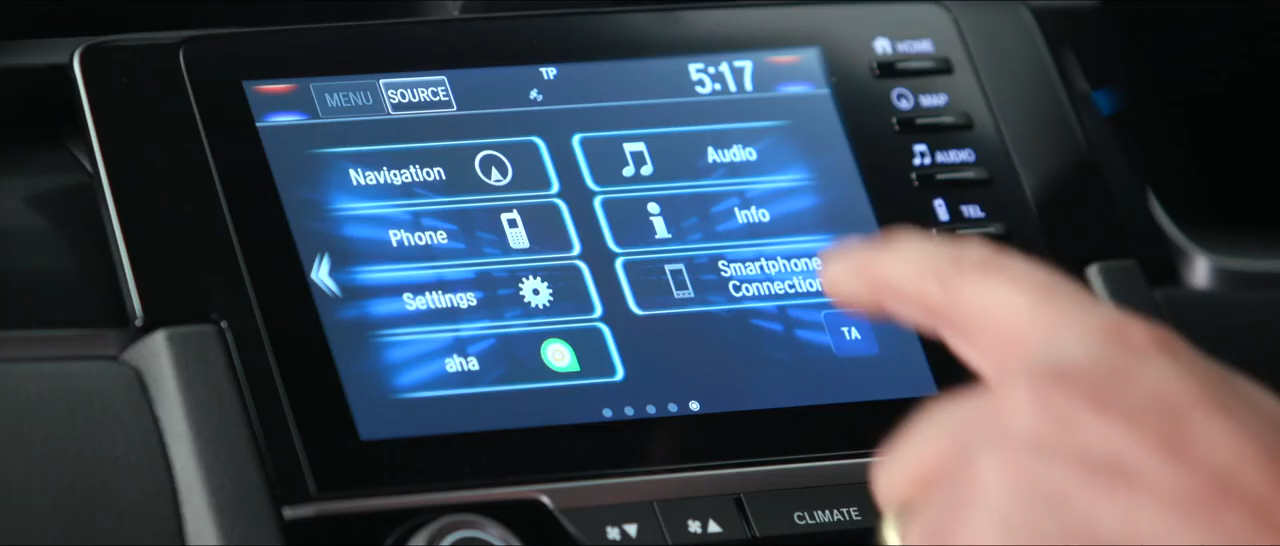 MENU SOURCE TP 5:17
HOME
MAP
AUDIO
TEL
Navigation
Audio
Phone
Info
Settings
Smartphone
Connection
aha
TA
CLIMATE